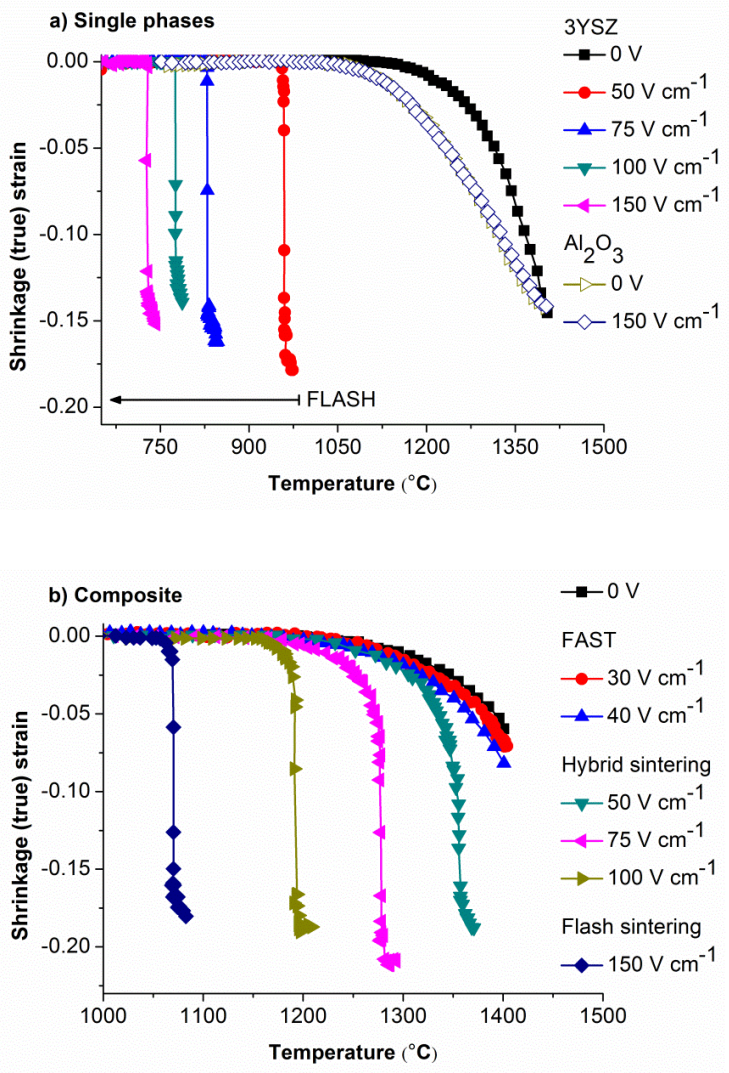 a) Single phases
3YSZ
0 V
50 V cm⁻¹
75 V cm⁻¹
100 V cm⁻¹
150 V cm⁻¹
Al₂O₃
0 V
150 V cm⁻¹
0.00
-0.05
-0.10
-0.15
-0.20
Shrinkage (true) strain
FLASH
750 900 1050 1200 1350 1500
Temperature (°C)
b) Composite
0 V
FAST
30 V cm⁻¹
40 V cm⁻¹
Hybrid sintering
50 V cm⁻¹
75 V cm⁻¹
100 V cm⁻¹
Flash sintering
150 V cm⁻¹
0.00
-0.05
-0.10
-0.15
-0.20
Shrinkage (true) strain
1000 1100 1200 1300 1400 1500
Temperature (°C)